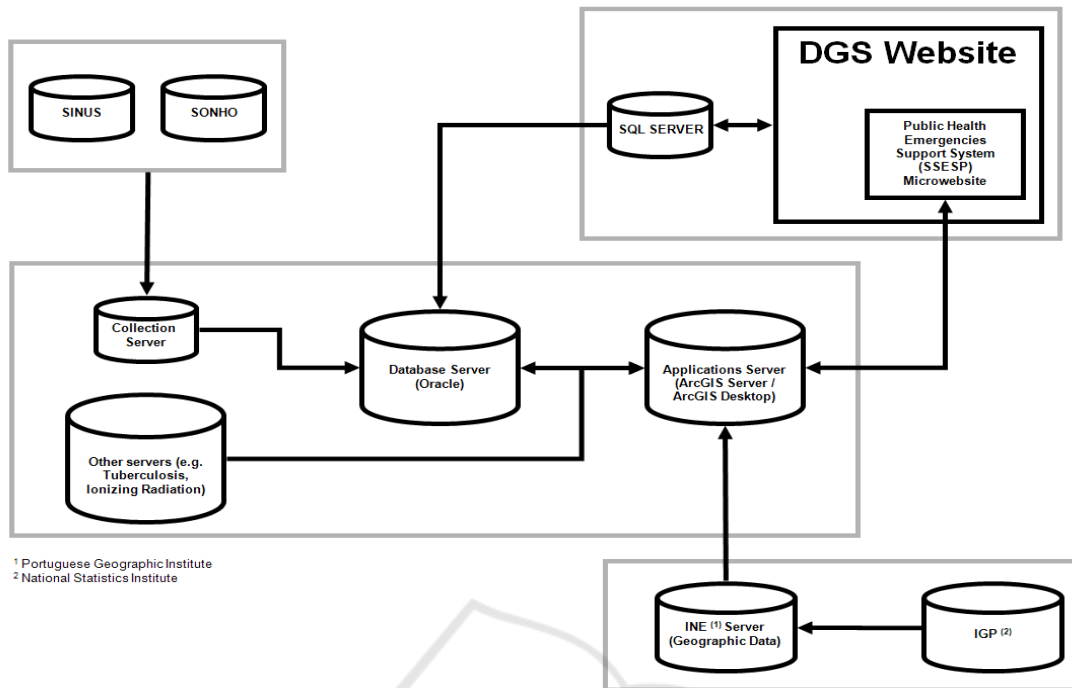 DGS Website
SINUS
SONHO
SQL SERVER
Public Health
Emergencies
Support System
(SSESP)
Microwebsite
Collection
Server
Database Server
(Oracle)
Applications Server
(ArcGIS Server /
ArcGIS Desktop)
Other servers (e.g.
Tuberculosis,
Ionizing Radiation)
1 Portuguese Geographic Institute
2 National Statistics Institute
INE (1) Server
(Geographic Data)
IGP (2)